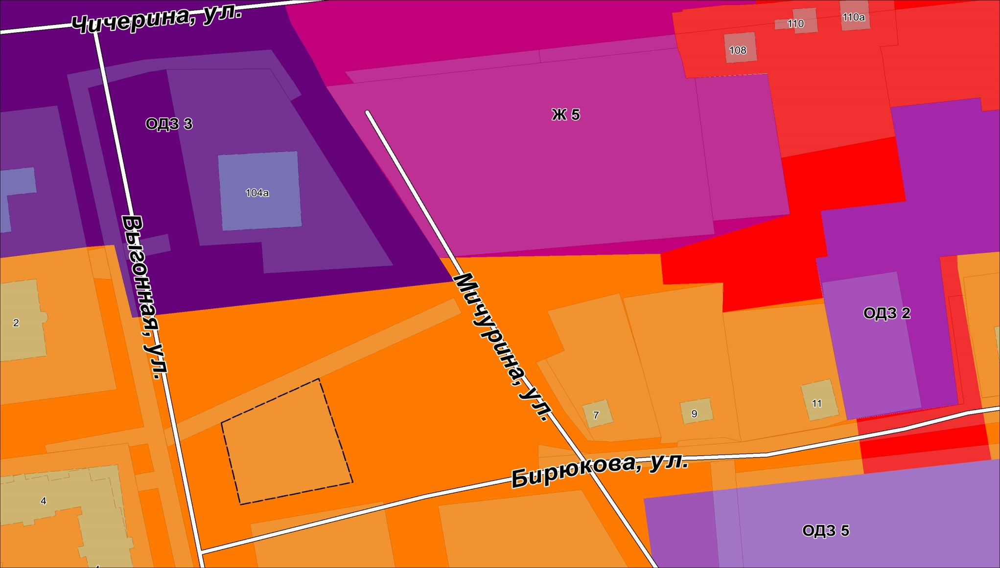 Чичерина, ул.
110
110а
108
Ж 5
ОДЗ 3
104а
Выгонная, ул.
Мичурина, ул.
2
ОДЗ 2
7
9
11
Бирюкова, ул.
4
ОДЗ 5